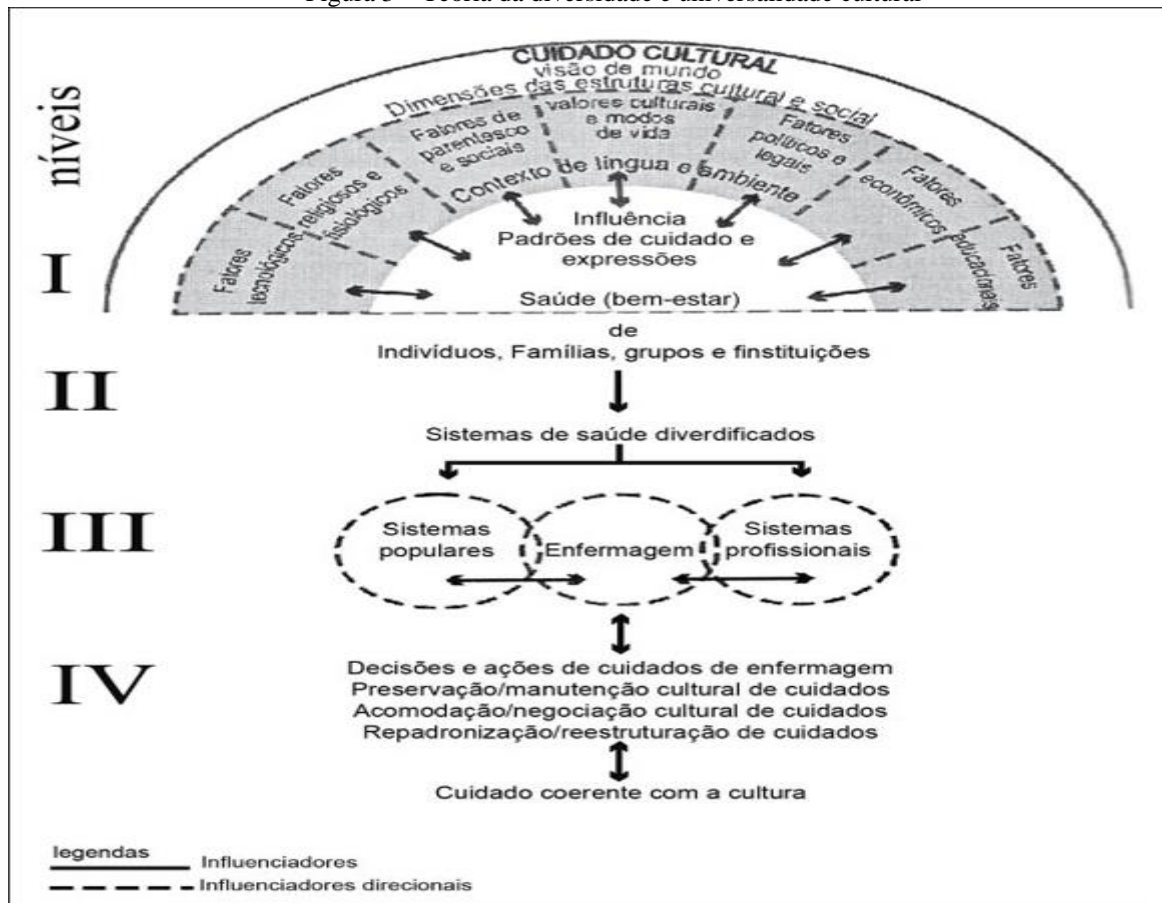 Figura 3 – Teoria da diversidade e universalidade cultural
níveis
CUIDADO CULTURAL
visão de mundo
Dimensões das estruturas cultural e social
Fatores
tecnológicos
Fatores
religiosos e
fisiológicos
Fatores de
parentesco
e sociais
valores culturais
e modos
de vida
Fatores
políticos e
legais
Fatores
econômicos
Fatores
educacionais
Contexto de língua e ambiente
I
Influência
Padrões de cuidado e
expressões
Saúde (bem-estar)
de
Indivíduos, Famílias, grupos e finstituições
II
Sistemas de saúde diverdificados
III
Sistemas
populares
Enfermagem
Sistemas
profissionais
IV
Decisões e ações de cuidados de enfermagem
Preservação/manutenção cultural de cuidados
Acomodação/negociação cultural de cuidados
Repadronização/reestruturação de cuidados
Cuidado coerente com a cultura
legendas
Influenciadores
Influenciadores direcionais